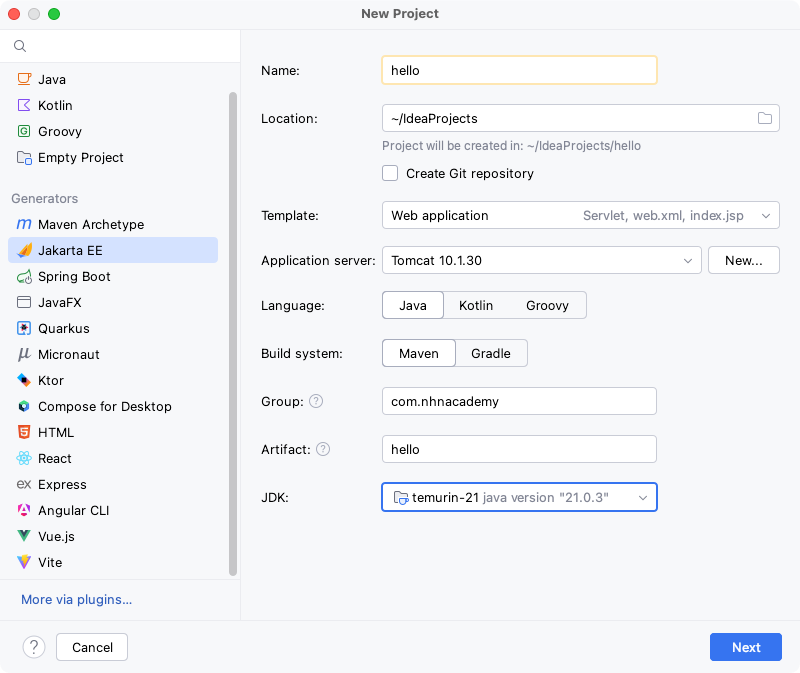 New Project
Java
Kotlin
Groovy
Empty Project
Generators
Maven Archetype
Jakarta EE
Spring Boot
JavaFX
Quarkus
Micronaut
Ktor
Compose for Desktop
HTML
React
Express
Angular CLI
Vue.js
Vite
More via plugins...
Name: hello
Location: ~/IdeaProjects
Project will be created in: ~/IdeaProjects/hello
Create Git repository
Template: Web application Servlet, web.xml, index.jsp
Application server: Tomcat 10.1.30 New...
Language: Java Kotlin Groovy
Build system: Maven Gradle
Group: ? com.nhnacademy
Artifact: ? hello
JDK: temurin-21 java version "21.0.3"
? Cancel Next